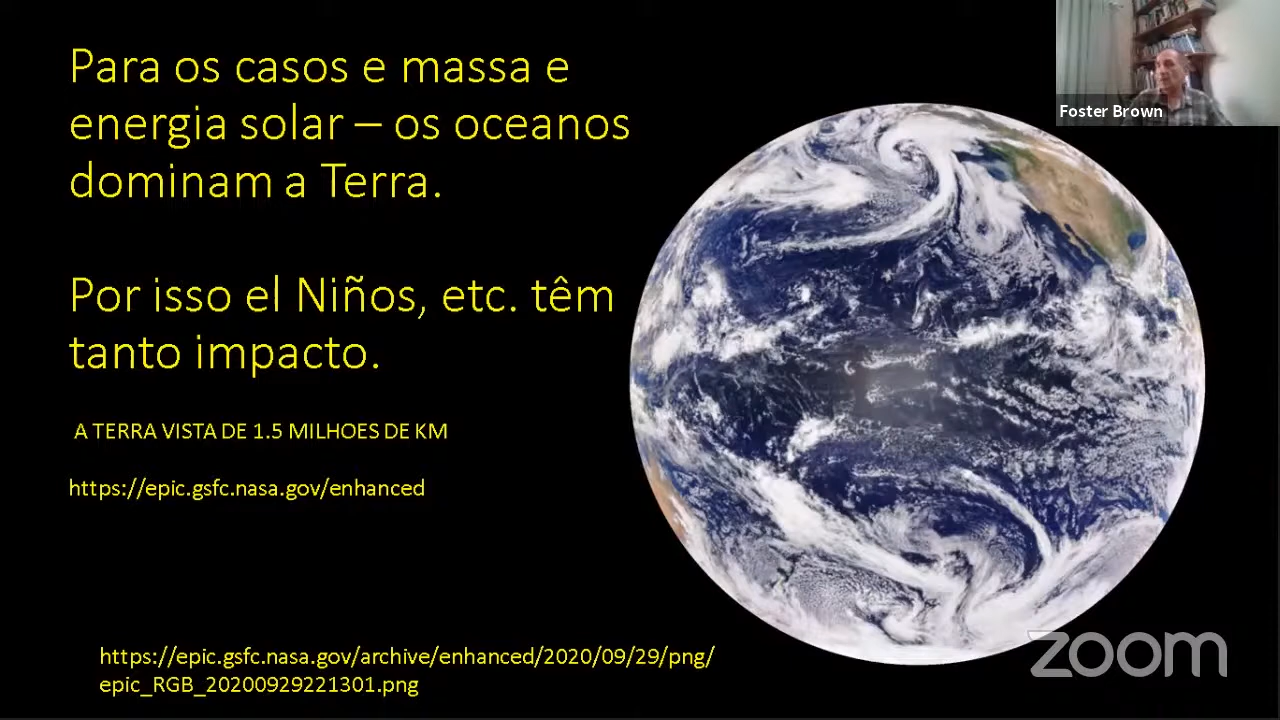 Para os casos e massa e
energia solar – os oceanos
dominam a Terra.
Por isso el Niños, etc. têm
tanto impacto.
A TERRA VISTA DE 1.5 MILHOES DE KM
https://epic.gsfc.nasa.gov/enhanced
https://epic.gsfc.nasa.gov/archive/enhanced/2020/09/29/png/
epic_RGB_20200929221301.png
Foster Brown
zoom